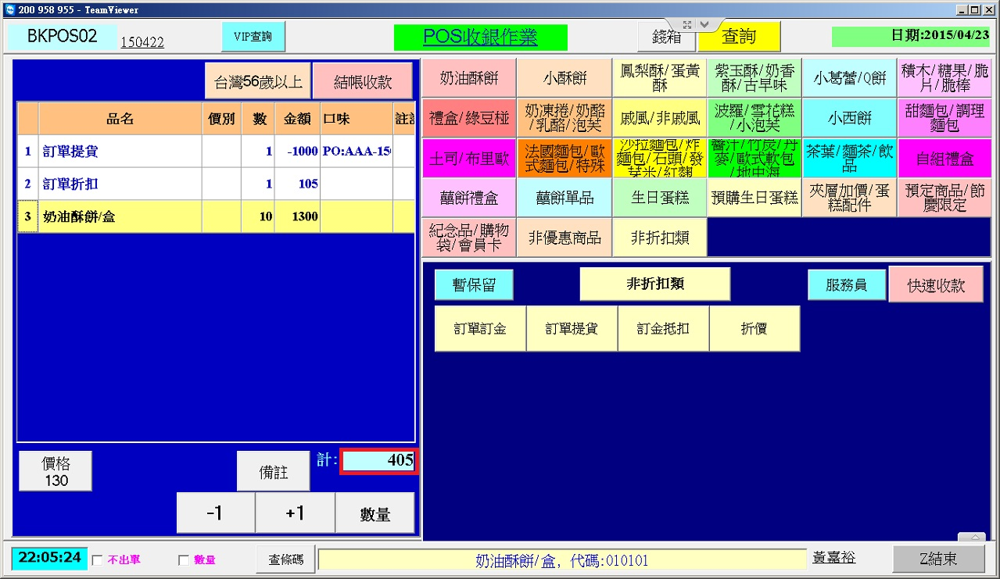 200 958 955 - TeamViewer
BKPOS02
150422
VIP查詢
POS收銀作業
錢箱
查詢
日期:2015/04/23
台灣56歲以上
結帳收款
品名 價別 數 金額 口味
1 訂單提貨 1 -1000 PO:AAA-15
2 訂單折扣 1 105
3 奶油酥餅/盒 10 1300
價格
130
備註
計:
405
-1
+1
數量
奶油酥餅
小酥餅
鳳梨酥/蛋黃
酥
紫玉酥/奶香
酥/古早味
小葛蕾/Q餅
積木/糖果/脆
片/脆棒
禮盒/綠豆椪
奶凍捲/奶酪
/乳酪/泡芙
戚風/非戚風
波羅/雪花糕
/小泡芙
小西餅
甜麵包/調理
麵包
土司/布里歐
法國麵包/歐
式麵包/特殊
沙拉麵包/炸
麵包/石頭/發
芽米/紅麵
醬汁/竹炭/丹
麥/歐式軟包
/地中海
茶葉/麵茶/飲
品
自組禮盒
囍餅禮盒
囍餅單品
生日蛋糕
預購生日蛋糕
夾層加價/蛋
糕配件
預定商品/節
慶限定
紀念品/購物
袋/會員卡
非優惠商品
非折扣類
暫保留
非折扣類
服務員
快速收款
訂單訂金
訂單提貨
訂金抵扣
折價
22:05:24
不出單
數量
查條碼
奶油酥餅/盒, 代碼:010101
黃嘉裕
Z結束